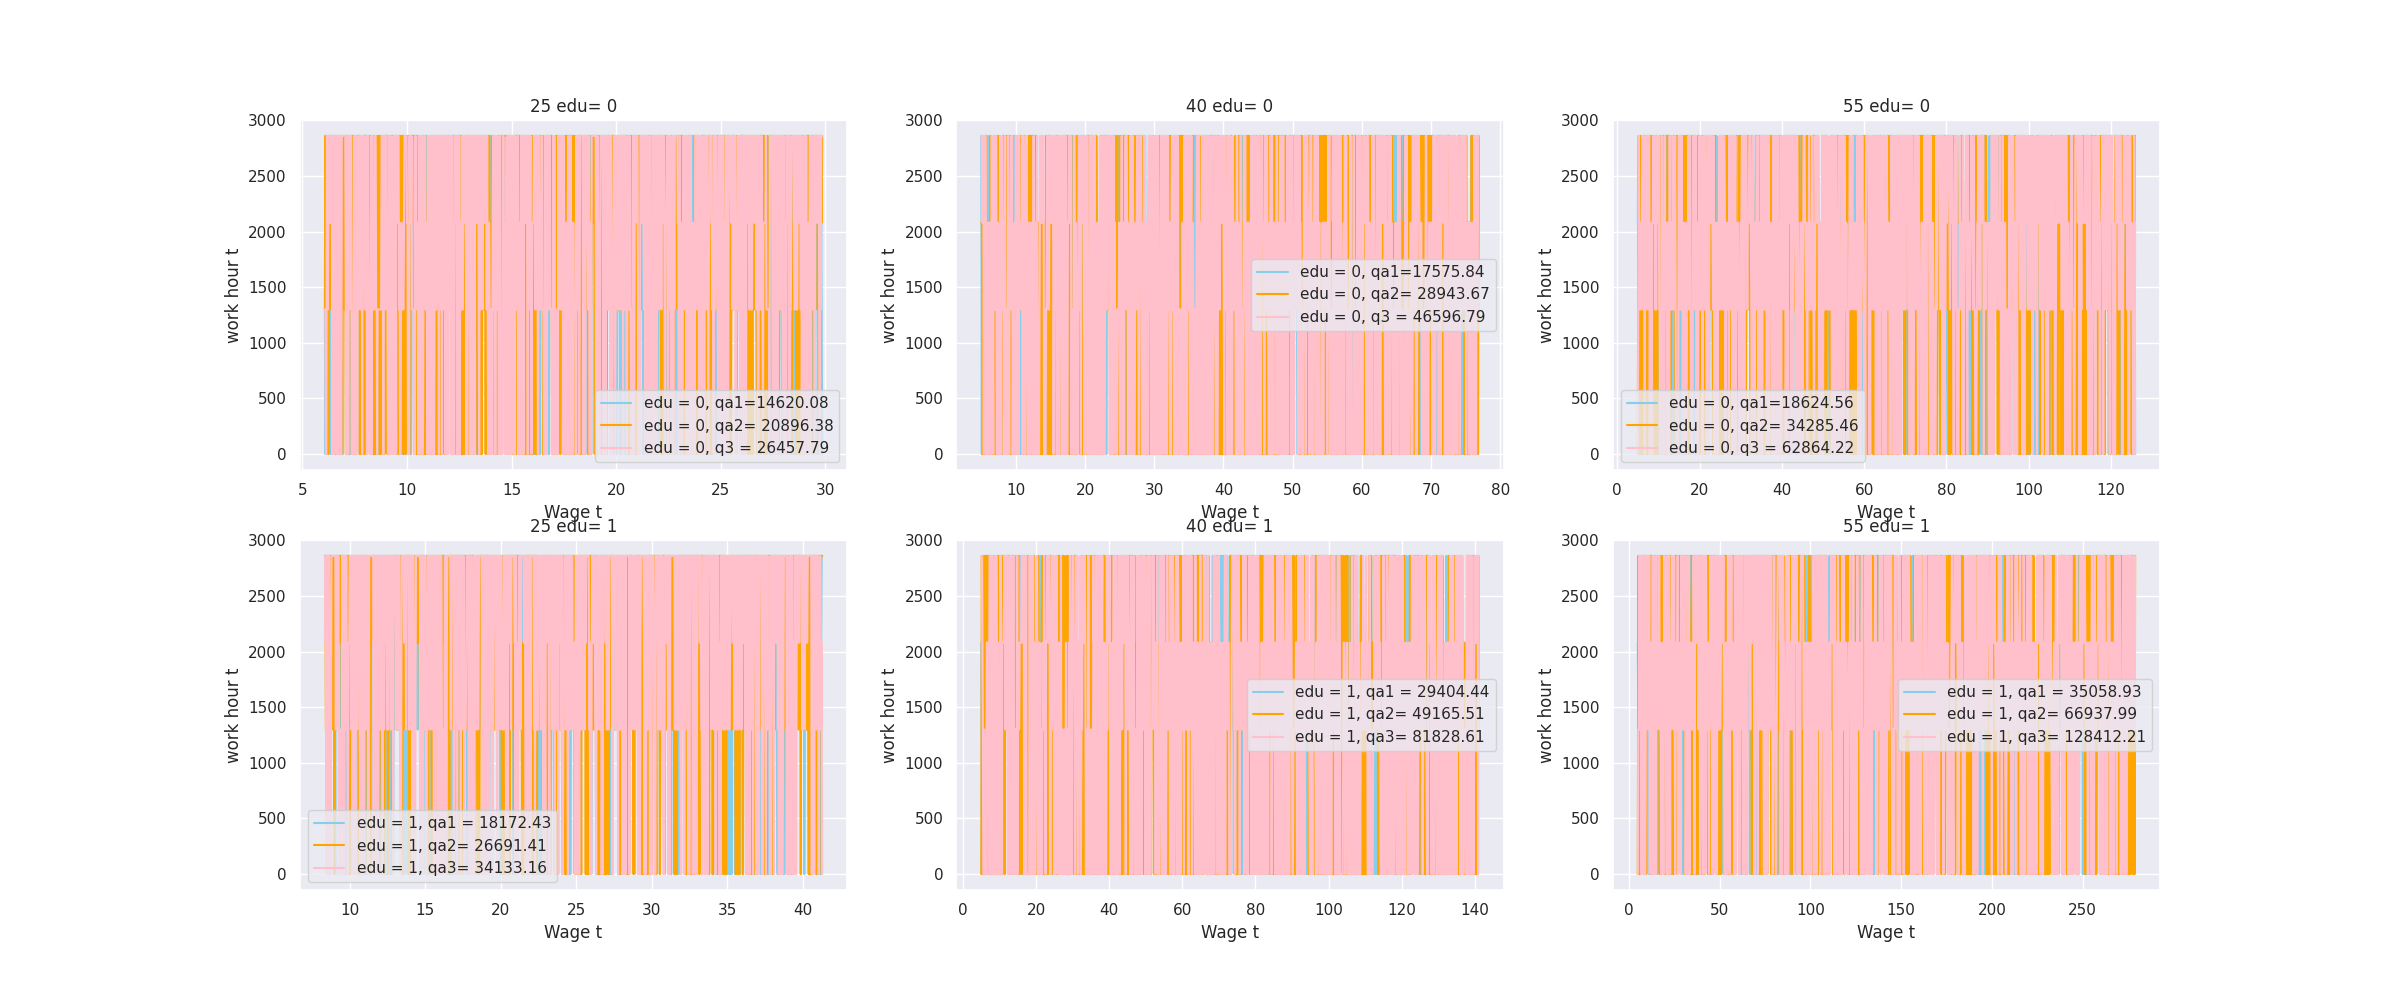 25 edu= 0
3000
2500
2000
1500
1000
500
0
work hour t
edu = 0, qa1=14620.08
edu = 0, qa2= 20896.38
edu = 0, q3 = 26457.79
5 10 15 20 25 30
Wage t
40 edu= 0
3000
2500
2000
1500
1000
500
0
work hour t
edu = 0, qa1=17575.84
edu = 0, qa2= 28943.67
edu = 0, q3 = 46596.79
10 20 30 40 50 60 70 80
Wage t
55 edu= 0
3000
2500
2000
1500
1000
500
0
work hour t
edu = 0, qa1=18624.56
edu = 0, qa2= 34285.46
edu = 0, q3 = 62864.22
0 20 40 60 80 100 120
Wage t
25 edu= 1
3000
2500
2000
1500
1000
500
0
work hour t
edu = 1, qa1 = 18172.43
edu = 1, qa2= 26691.41
edu = 1, qa3= 34133.16
10 15 20 25 30 35 40
Wage t
40 edu= 1
3000
2500
2000
1500
1000
500
0
work hour t
edu = 1, qa1 = 29404.44
edu = 1, qa2= 49165.51
edu = 1, qa3= 81828.61
0 20 40 60 80 100 120 140
Wage t
55 edu= 1
3000
2500
2000
1500
1000
500
0
work hour t
edu = 1, qa1 = 35058.93
edu = 1, qa2= 66937.99
edu = 1, qa3= 128412.21
0 50 100 150 200 250
Wage t